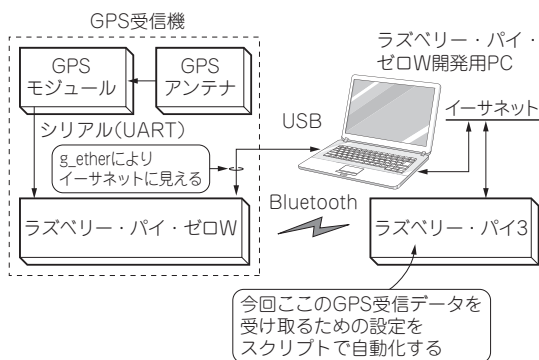 GPS受信機
GPS
モジュール
GPS
アンテナ
シリアル(UART)
g_etherにより
イーサネットに見える
ラズベリー・パイ・ゼロW
USB
Bluetooth
ラズベリー・パイ・
ゼロW開発用PC
イーサネット
ラズベリー・パイ3
今回ここのGPS受信データを
受け取るための設定を
スクリプトで自動化する